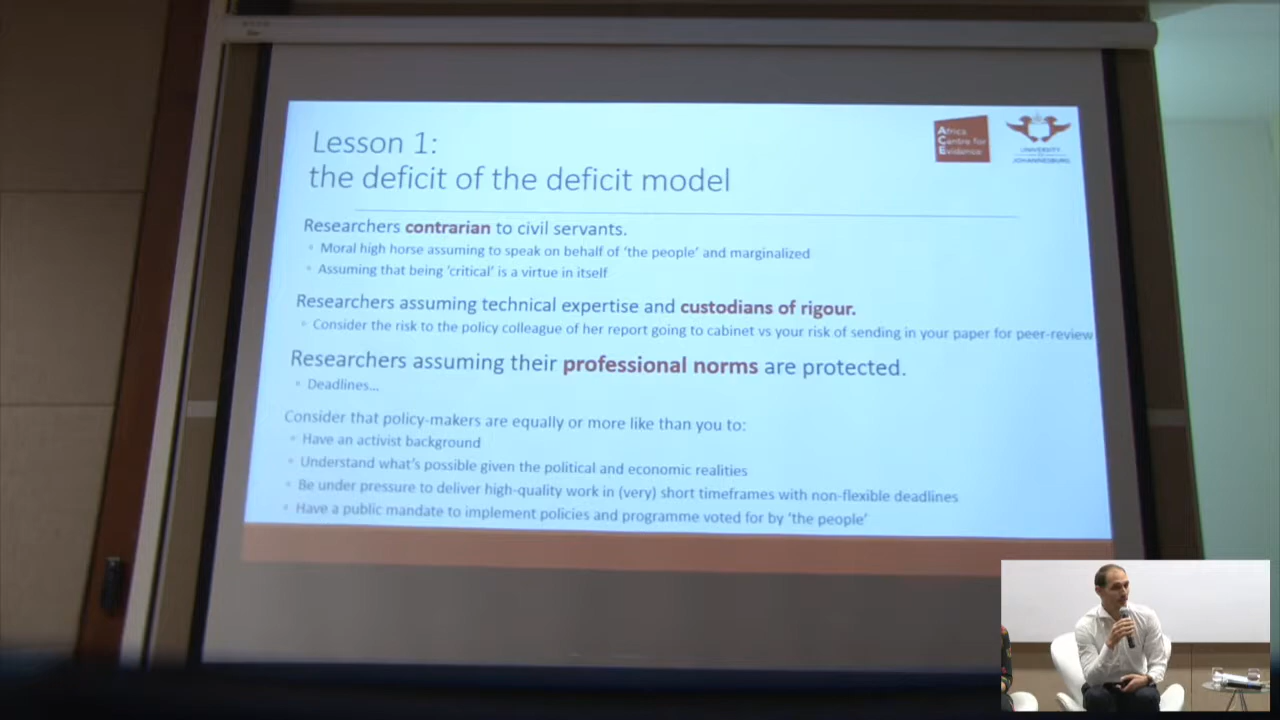 Lesson 1:
the deficit of the deficit model
Africa
Centre for
Evidence
UNIVERSITY
OF
JOHANNESBURG
Researchers contrarian to civil servants.
Moral high horse assuming to speak on behalf of ‘the people’ and marginalized
Assuming that being ‘critical’ is a virtue in itself
Researchers assuming technical expertise and custodians of rigour.
Consider the risk to the policy colleague of her report going to cabinet vs your risk of sending in your paper for peer-review
Researchers assuming their professional norms are protected.
Deadlines…
Consider that policy-makers are equally or more like than you to:
Have an activist background
Understand what’s possible given the political and economic realities
Be under pressure to deliver high-quality work in (very) short timeframes with non-flexible deadlines
Have a public mandate to implement policies and programme voted for by ‘the people’